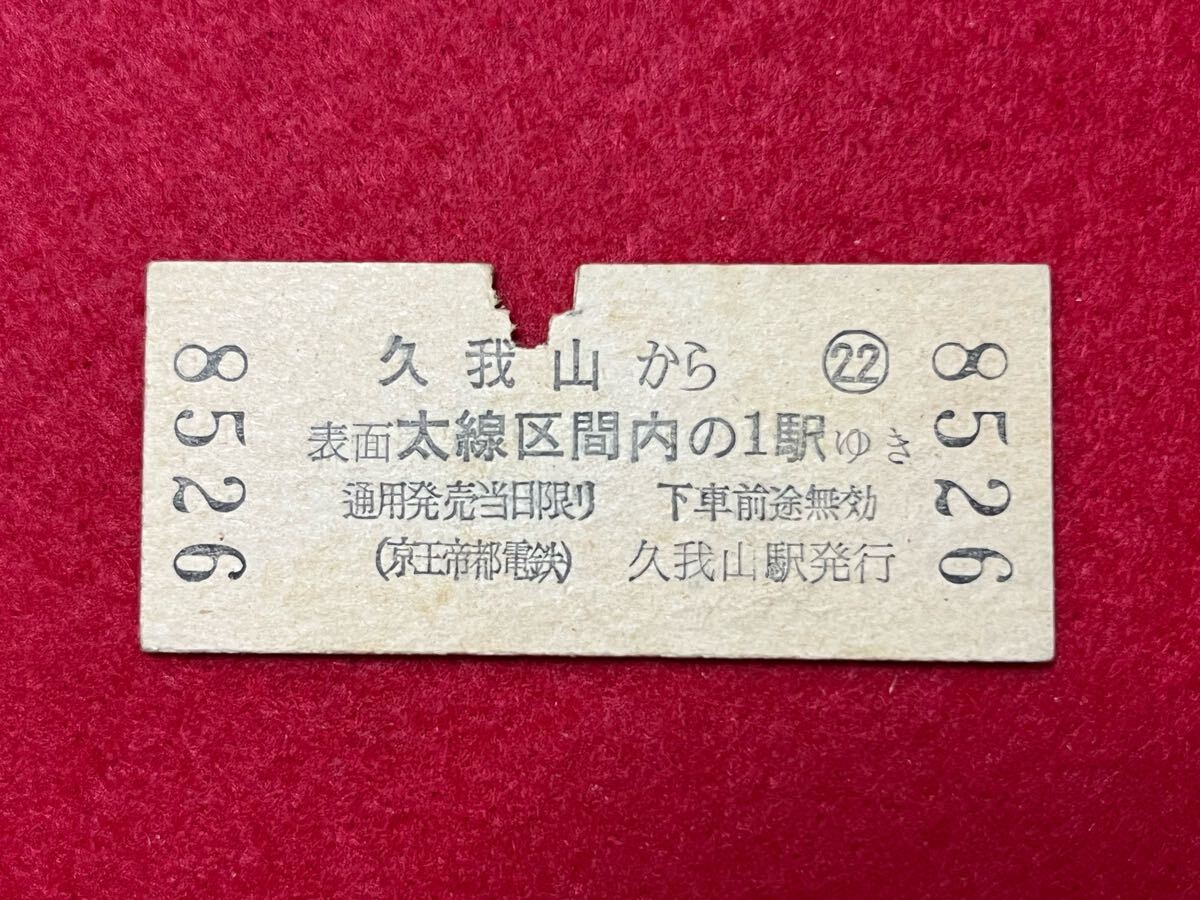 久我山から ㉒
表面太線区間内の1駅ゆき
通用発売当日限り 下車前途無効
(京王帝都電鉄) 久我山駅発行
8526
8526